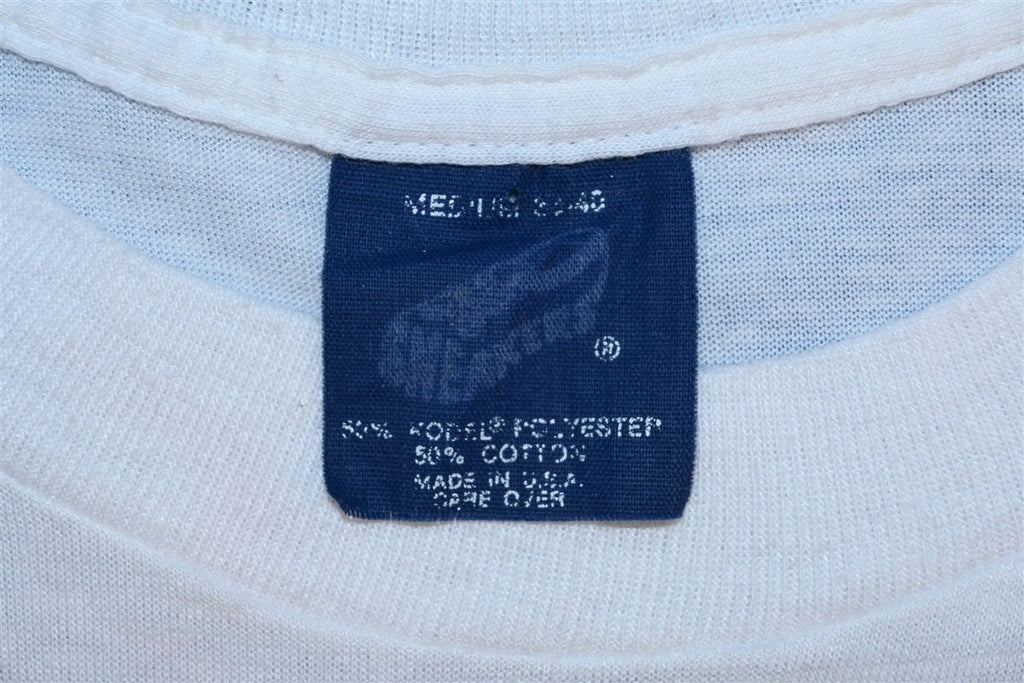 MEDIUM 38-40
SNEAKERS
®
50% KODEL® POLYESTER
50% COTTON
MADE IN U.S.A.
CARE OVER